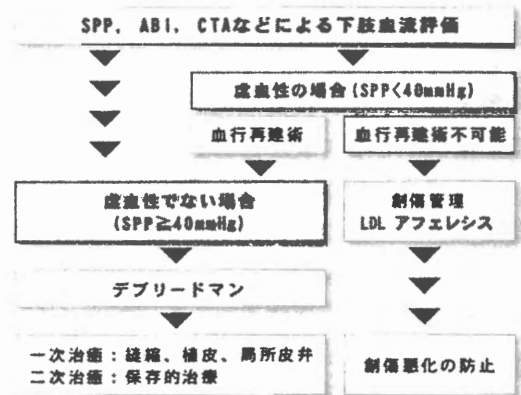 SPP, ABI, CTAなどによる下肢血流評価
虚血性の場合(SPP<40mmHg)
血行再建術
血行再建術不可能
虚血性でない場合
(SPP≧40mmHg)
創傷管理
LDL アフェレシス
デブリードマン
一次治癒：縫縮、植皮、局所皮弁
二次治癒：保存的治療
創傷悪化の防止